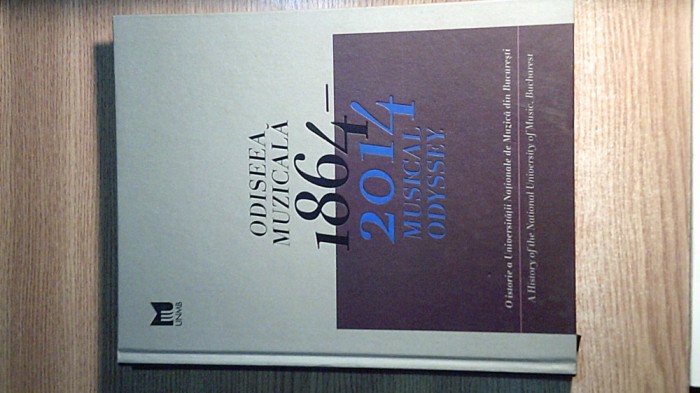 UNMB
ODISEEA
MUZICALĂ
1864–
2014
MUSICAL
ODYSSEY
O istorie a Universității Naționale de Muzică din București
A History of the National University of Music, Bucharest